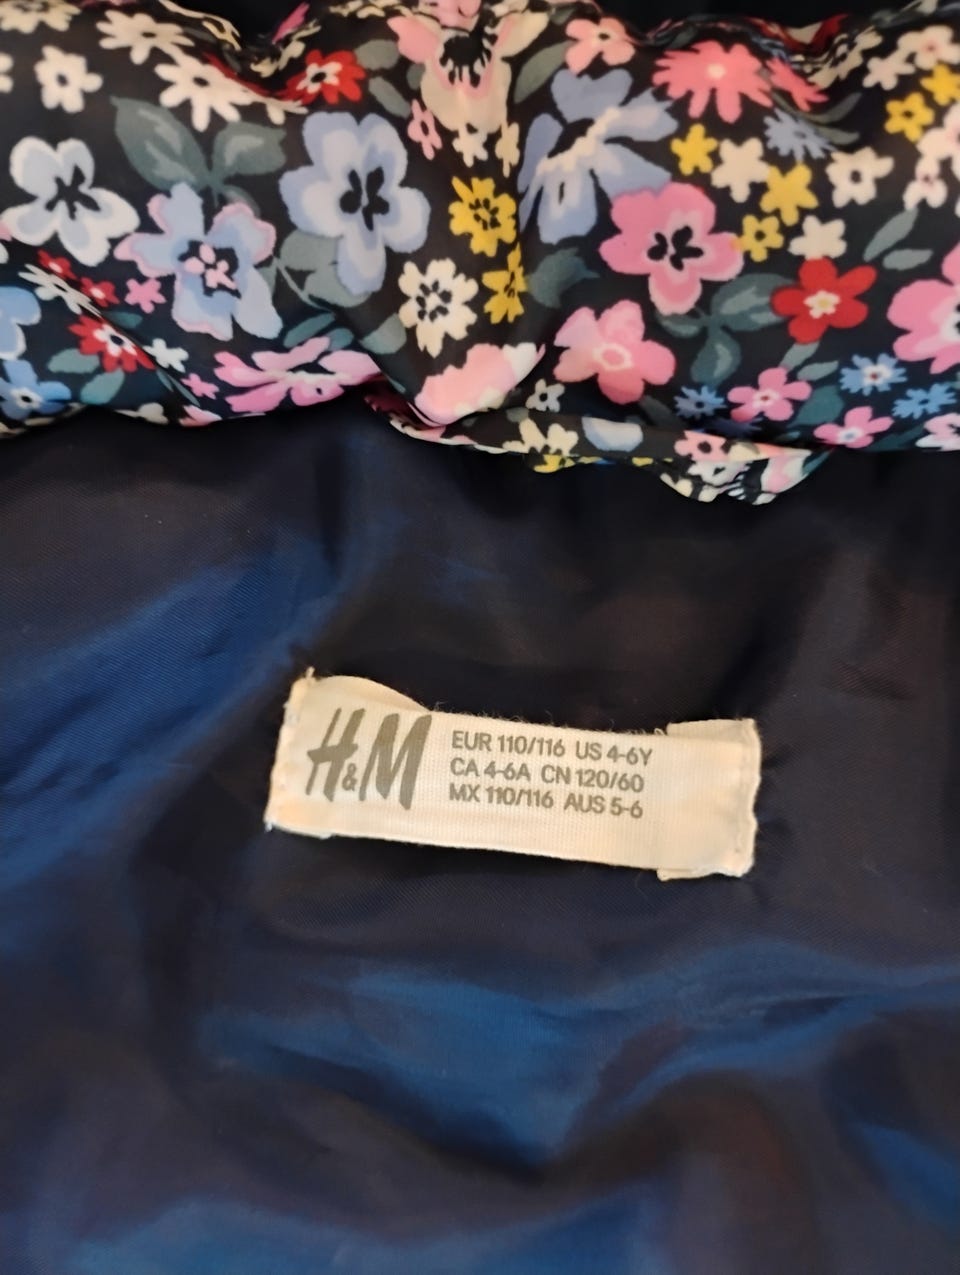 H&M
EUR 110/116 US 4-6Y
CA 4-6A CN 120/60
MX 110/116 AUS 5-6